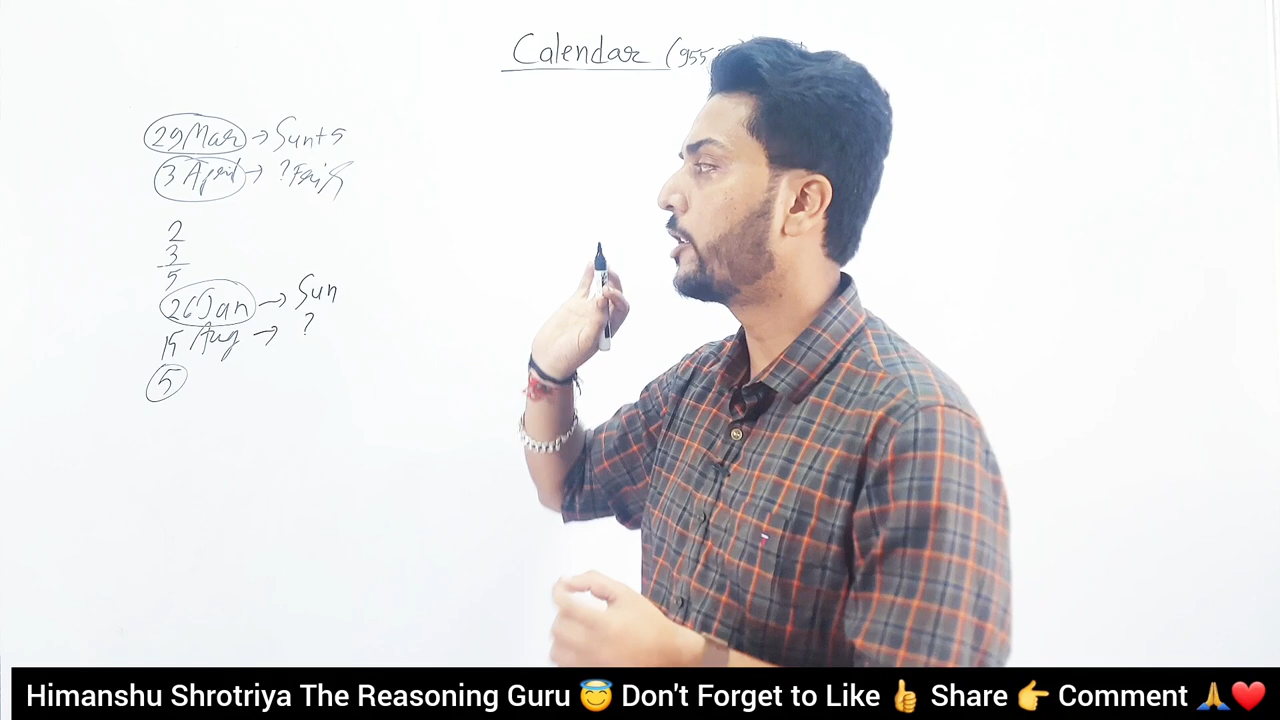 Calendar (955
29 Mar → Sun + 5
3 April → ? Fri
2
3
5
26 Jan → Sun
15 Aug → ?
5
Himanshu Shrotriya The Reasoning Guru 😇 Don't Forget to Like 👍 Share 👉 Comment 🙏❤️